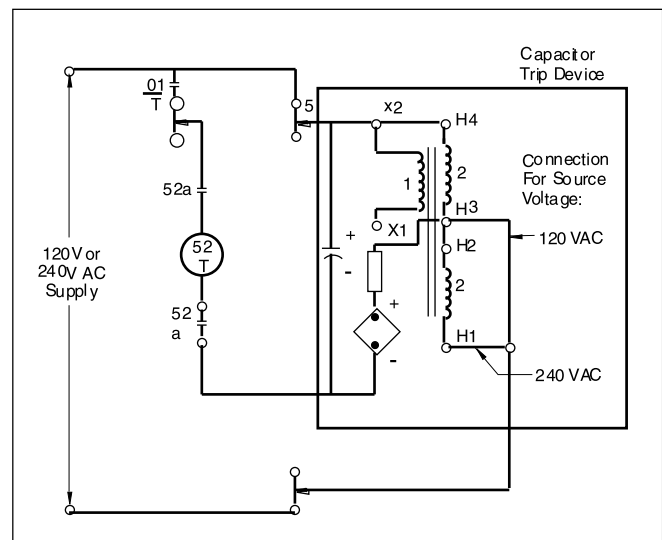 Capacitor
Trip Device
01
T
5
x2
H4
Connection
For Source
Voltage:
1
2
52a
H3
X1
120 VAC
52
T
+
-
H2
120V or
240V AC
Supply
2
52
a
+
-
H1
240 VAC